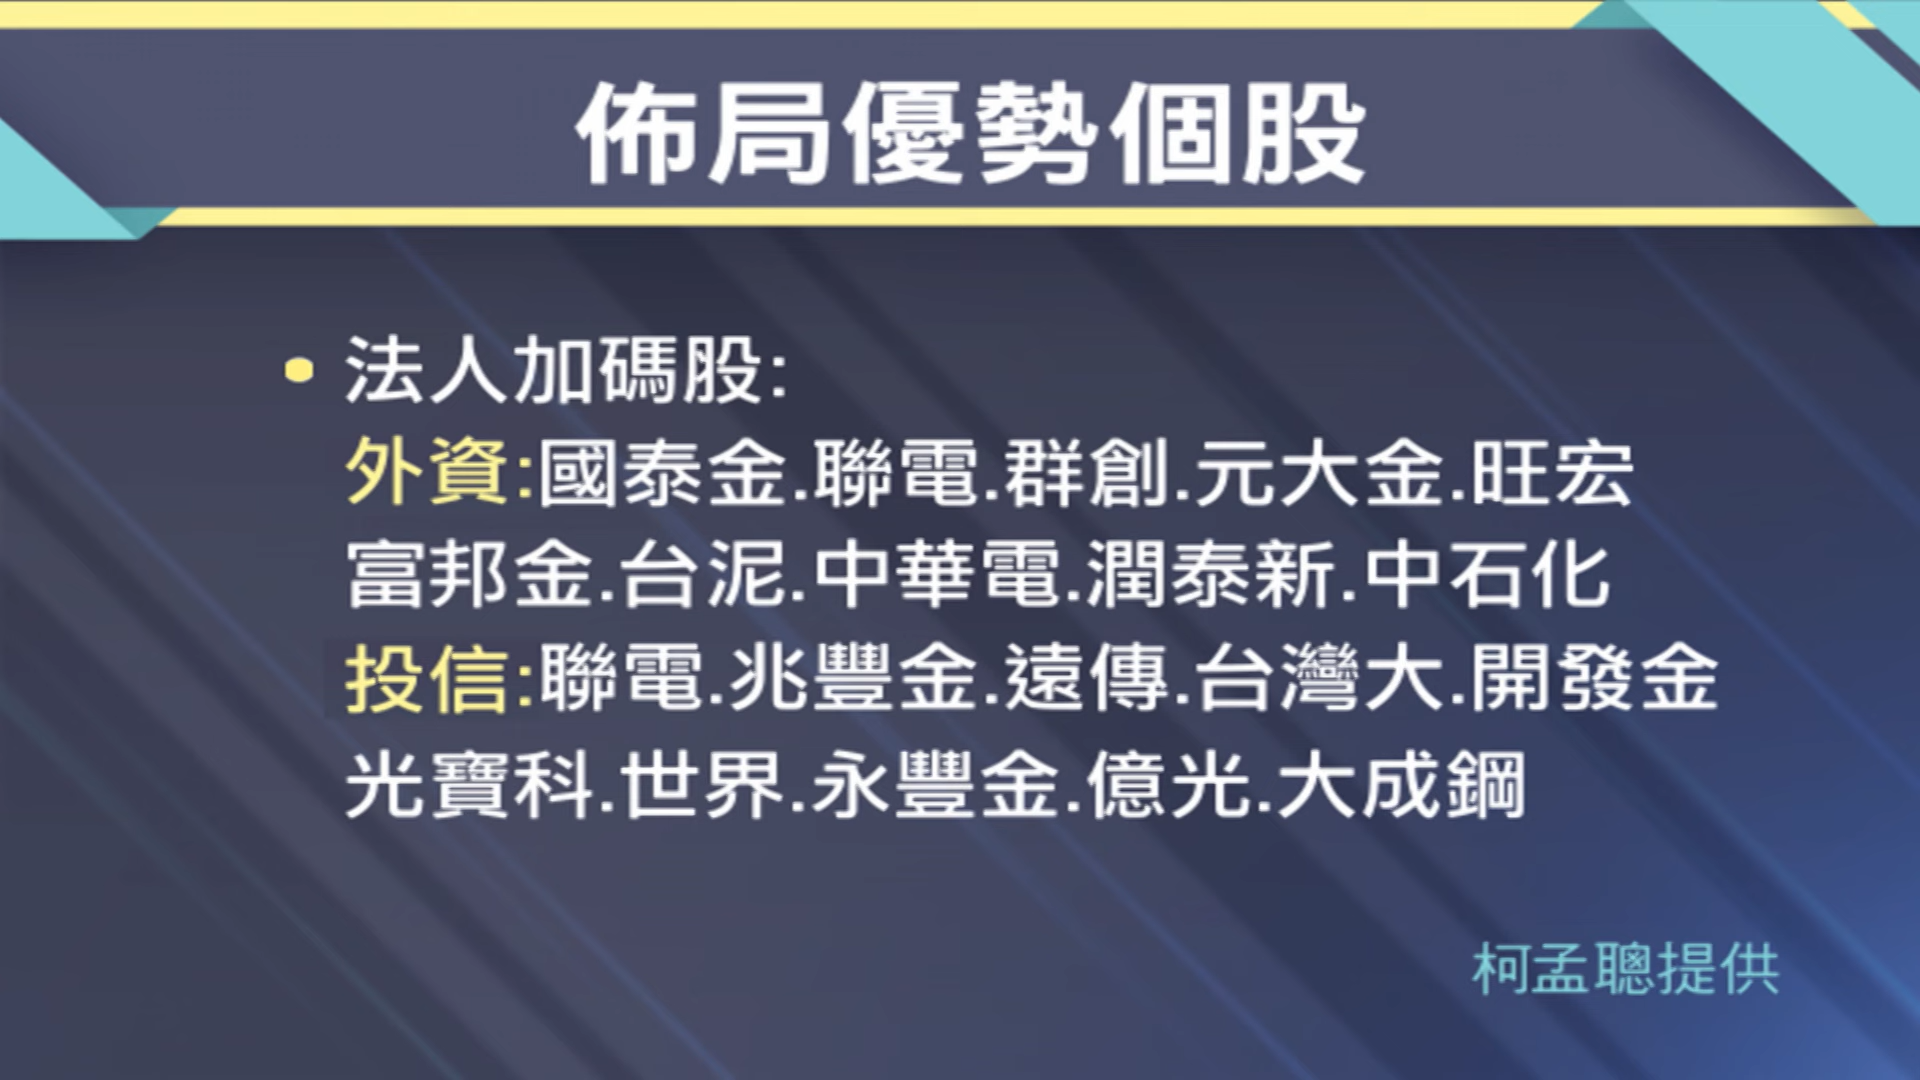 佈局優勢個股
• 法人加碼股:
外資:國泰金.聯電.群創.元大金.旺宏
富邦金.台泥.中華電.潤泰新.中石化
投信:聯電.兆豐金.遠傳.台灣大.開發金
光寶科.世界.永豐金.億光.大成鋼
柯孟聰提供